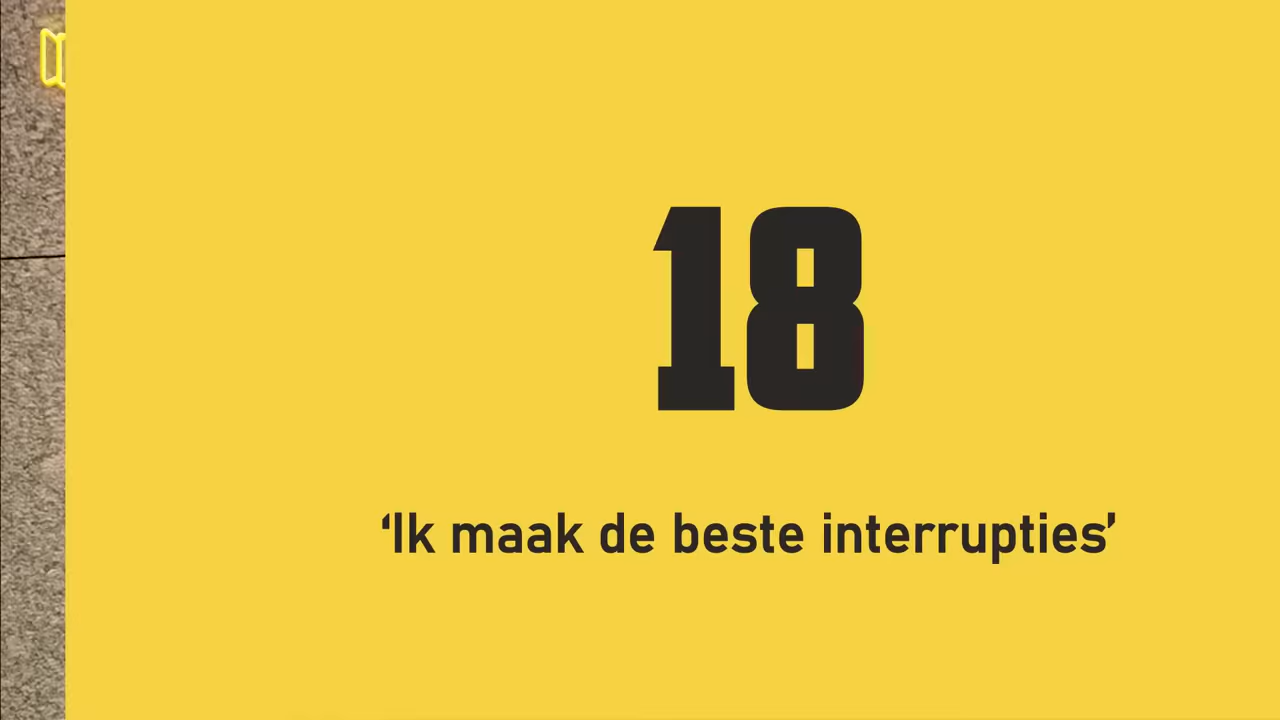 18
‘Ik maak de beste interrupties’